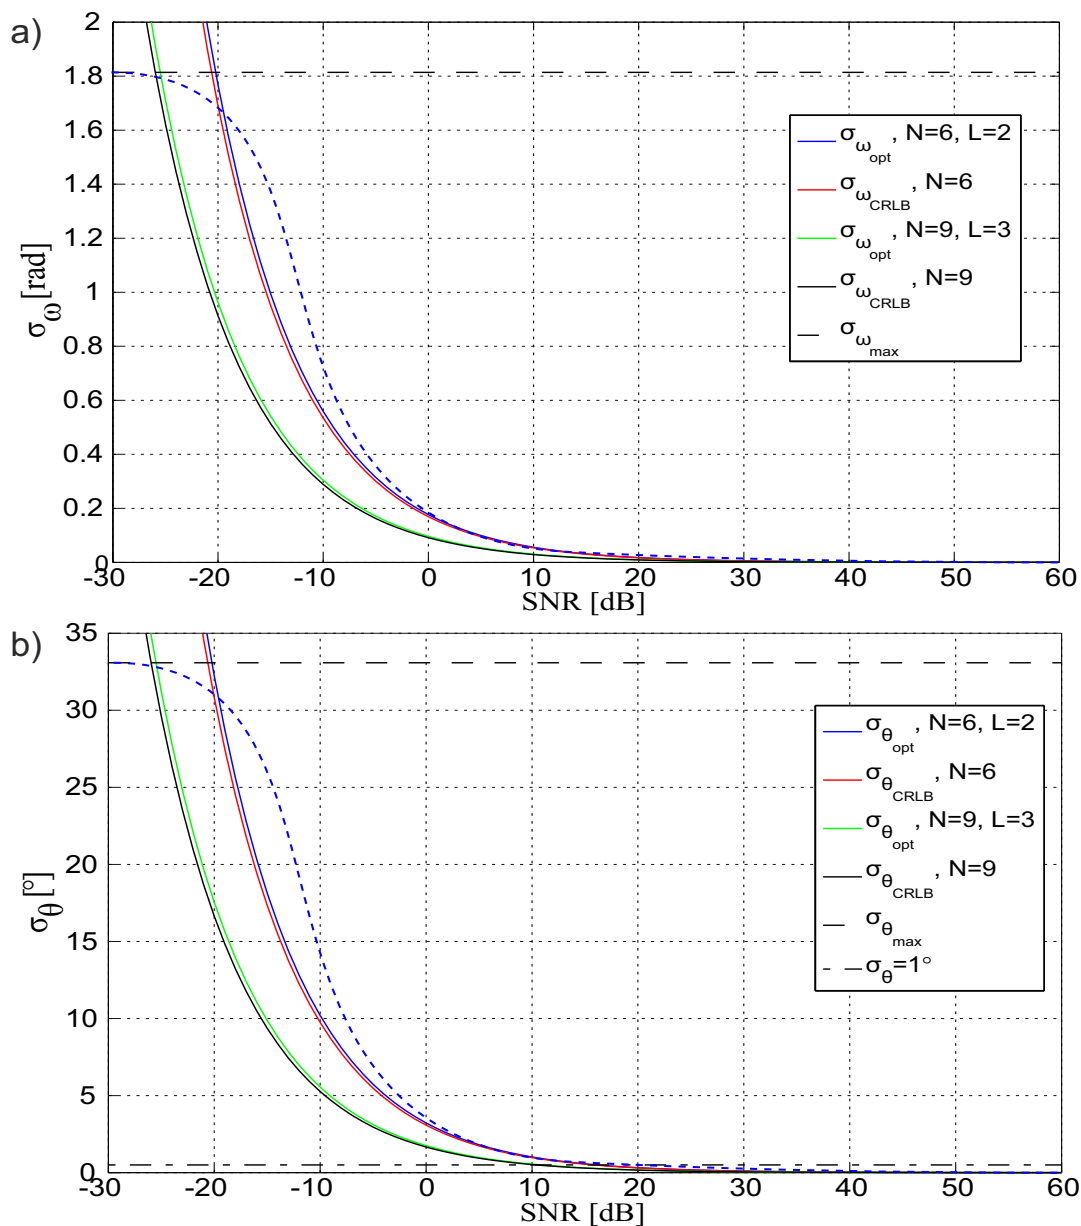 a)
2
1.8
1.6
1.4
1.2
1
0.8
0.6
0.4
0.2
0
σω [rad]
-30 -20 -10 0 10 20 30 40 50 60
SNR [dB]
σωopt, N=6, L=2
σωCRLB, N=6
σωopt, N=9, L=3
σωCRLB, N=9
σωmax
b)
35
30
25
20
15
10
5
0
σθ [°]
-30 -20 -10 0 10 20 30 40 50 60
SNR [dB]
σθopt, N=6, L=2
σθCRLB, N=6
σθopt, N=9, L=3
σθCRLB, N=9
σθmax
σθ=1°